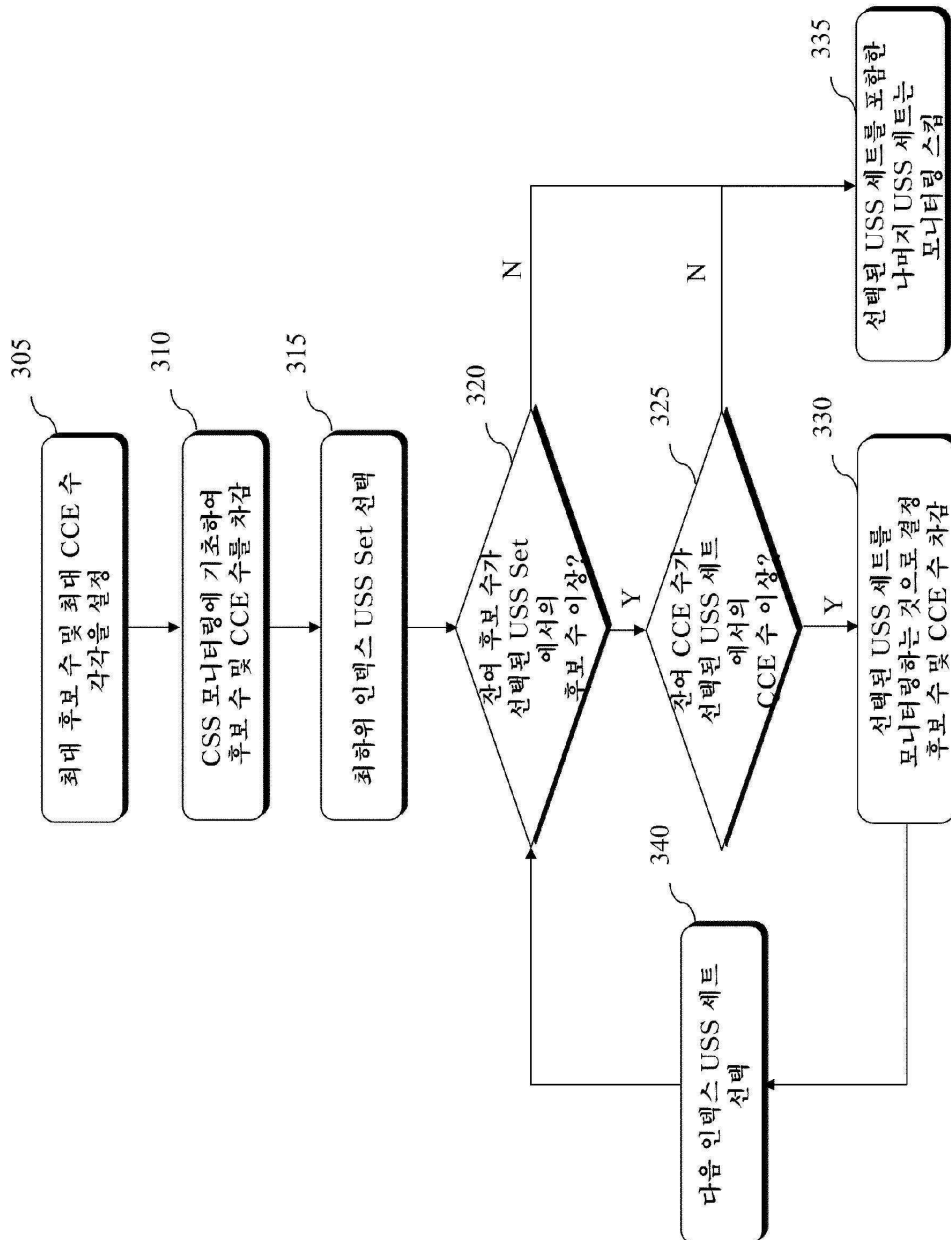 305
최대 후보 수 및 최대 CCE 수
각각을 설정
310
CSS 모니터링에 기초하여
후보 수 및 CCE 수를 차감
315
최하위 인덱스 USS Set 선택
320
잔여 후보 수가
선택된 USS Set
에서의
후보 수 이상?
N
Y
325
잔여 CCE 수가
선택된 USS 세트
에서의
CCE 수 이상?
N
Y
330
선택된 USS 세트를
모니터링하는 것으로 결정
후보 수 및 CCE 수 차감
335
선택된 USS 세트를 포함한
나머지 USS 세트는
모니터링 스킵
340
다음 인덱스 USS 세트
선택